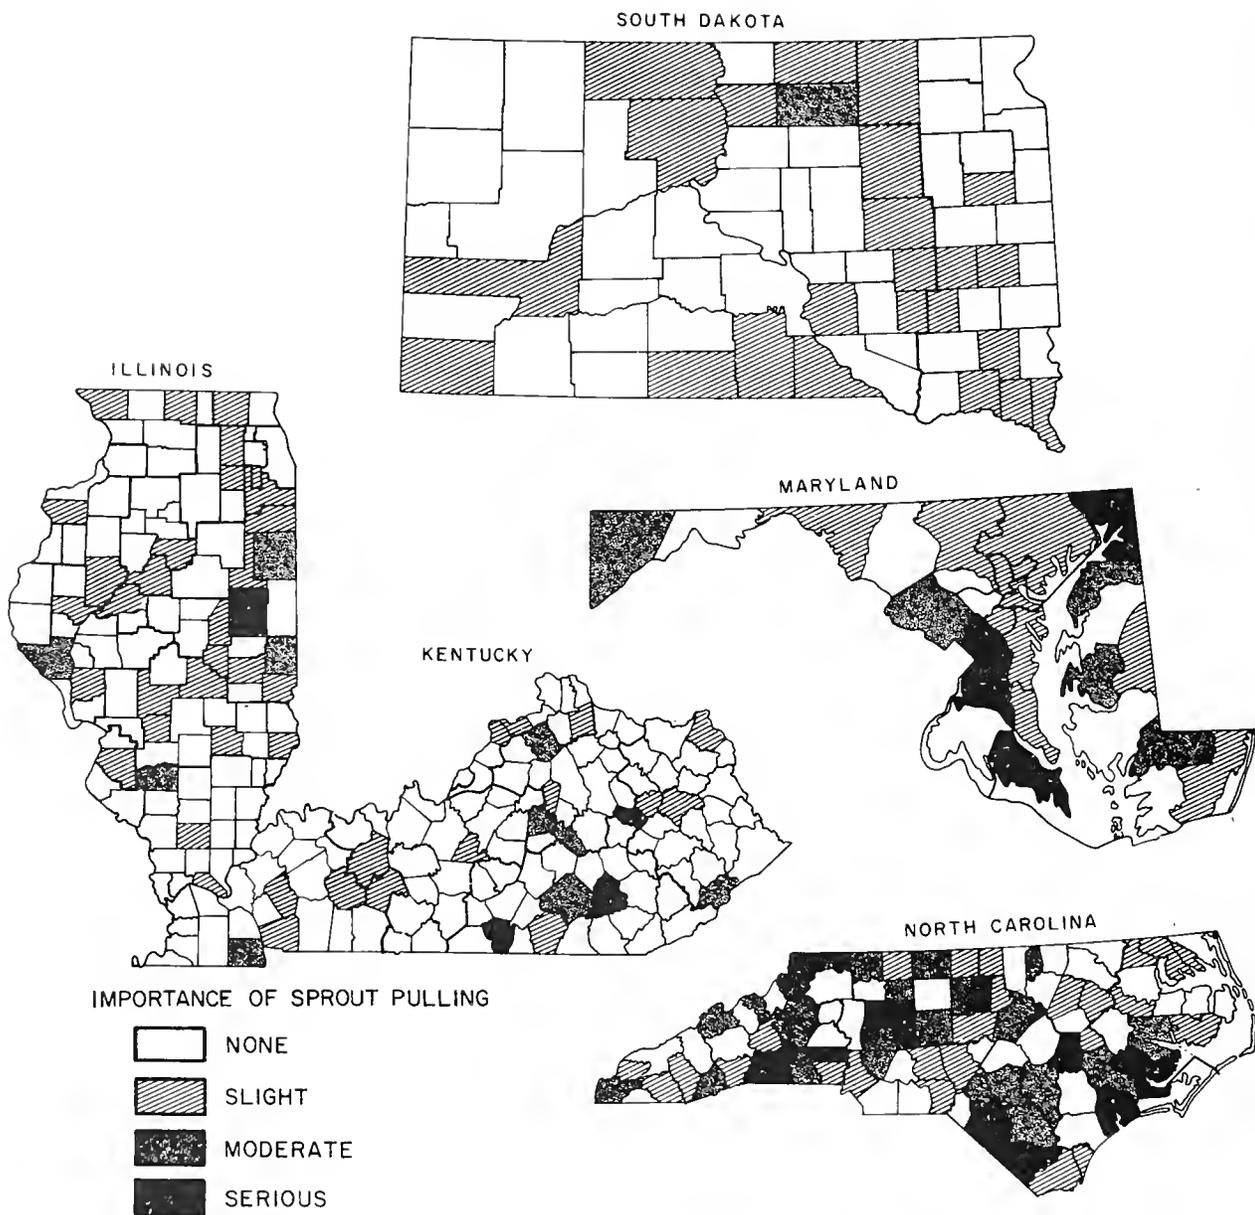 SOUTH DAKOTA
ILLINOIS
MARYLAND
KENTUCKY
NORTH CAROLINA
IMPORTANCE OF SPROUT PULLING
NONE
SLIGHT
MODERATE
SERIOUS